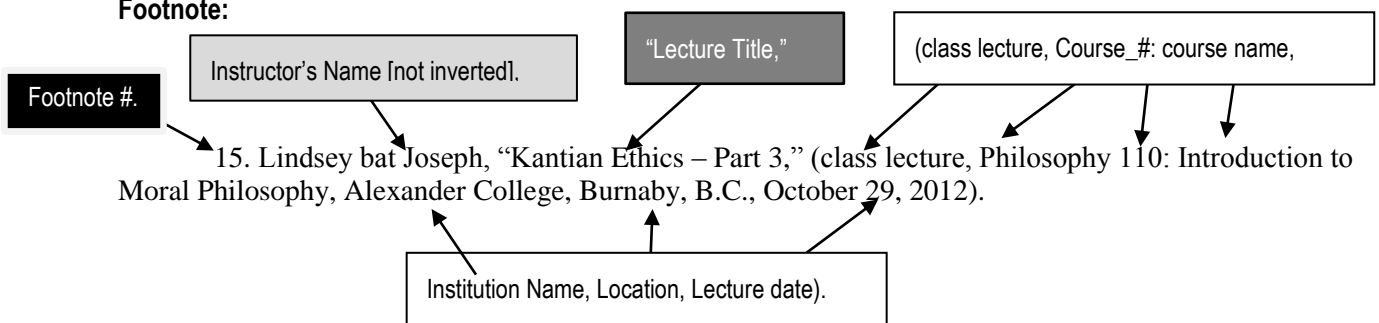 Footnote:
"Lecture Title,"
(class lecture, Course_#: course name,
Instructor's Name [not inverted],
Footnote #.
15. Lindsey bat Joseph, “Kantian Ethics – Part 3,” (class lecture, Philosophy 110: Introduction to
Moral Philosophy, Alexander College, Burnaby, B.C., October 29, 2012).
Institution Name, Location, Lecture date).